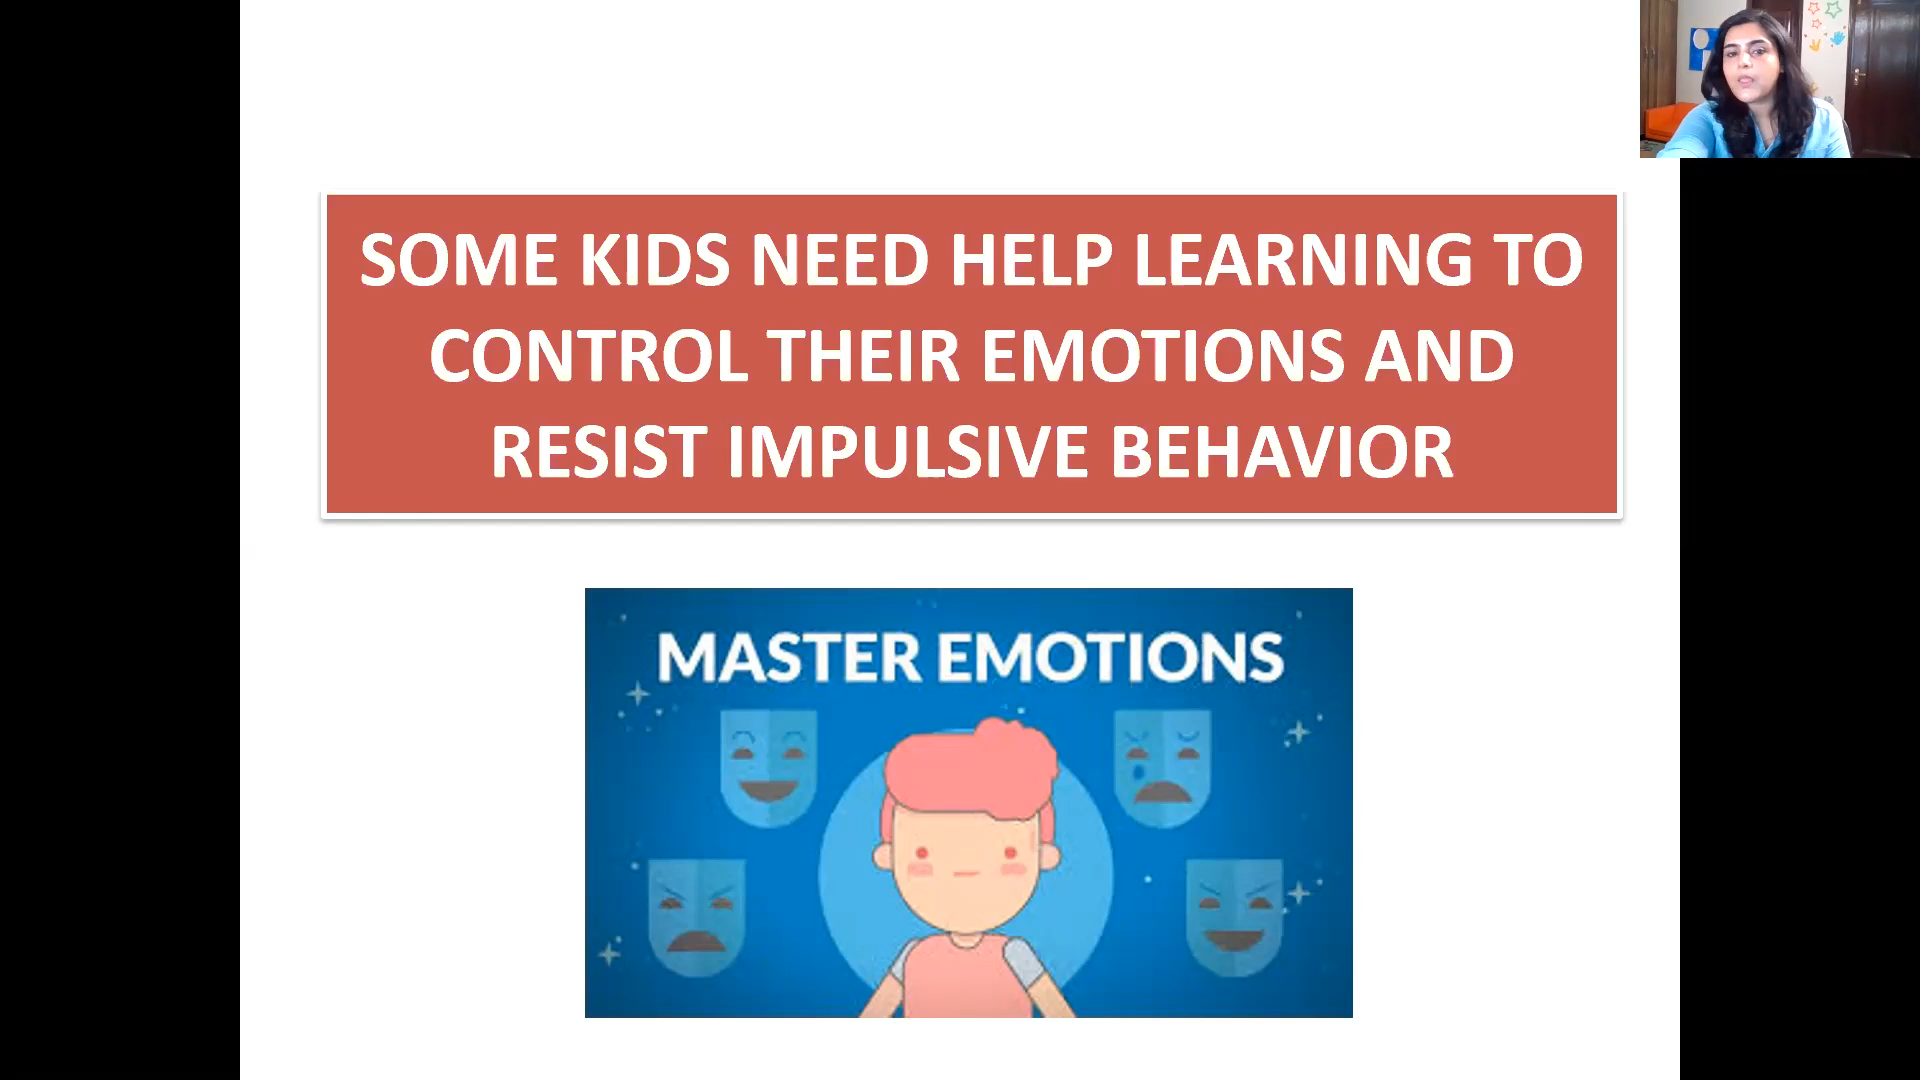 SOME KIDS NEED HELP LEARNING TO
CONTROL THEIR EMOTIONS AND
RESIST IMPULSIVE BEHAVIOR
MASTER EMOTIONS